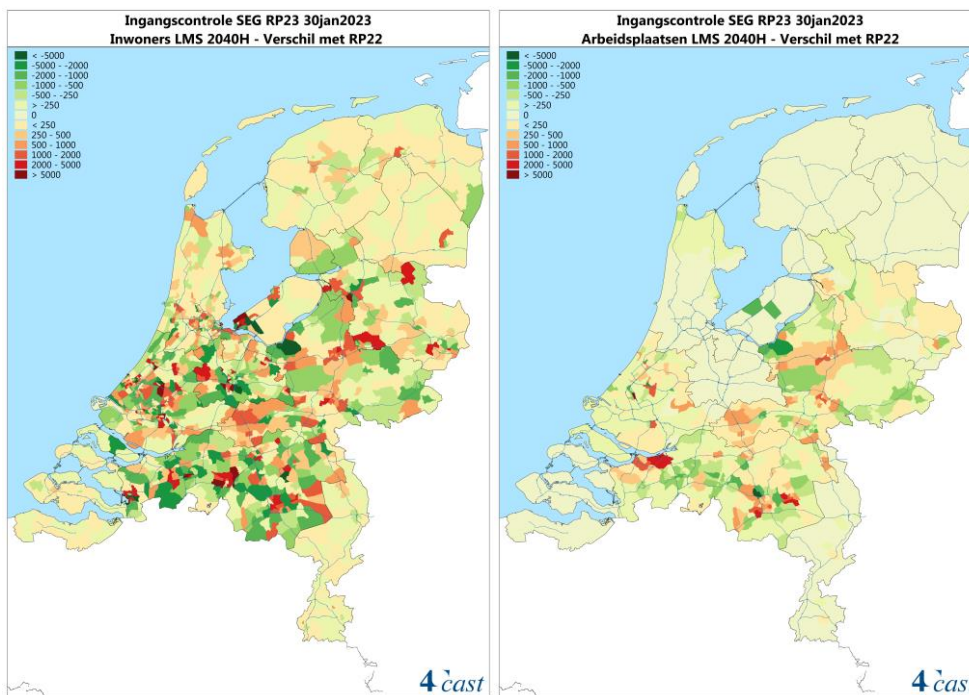 Ingangscontrole SEG RP23 30jan2023
Inwoners LMS 2040H - Verschil met RP22
< -5000
-5000 - -2000
-2000 - -1000
-1000 - -500
-500 - -250
> -250
0
< 250
250 - 500
500 - 1000
1000 - 2000
2000 - 5000
> 5000
4cast
Ingangscontrole SEG RP23 30jan2023
Arbeidsplaatsen LMS 2040H - Verschil met RP22
< -5000
-5000 - -2000
-2000 - -1000
-1000 - -500
-500 - -250
> -250
0
< 250
250 - 500
500 - 1000
1000 - 2000
2000 - 5000
> 5000
4cast